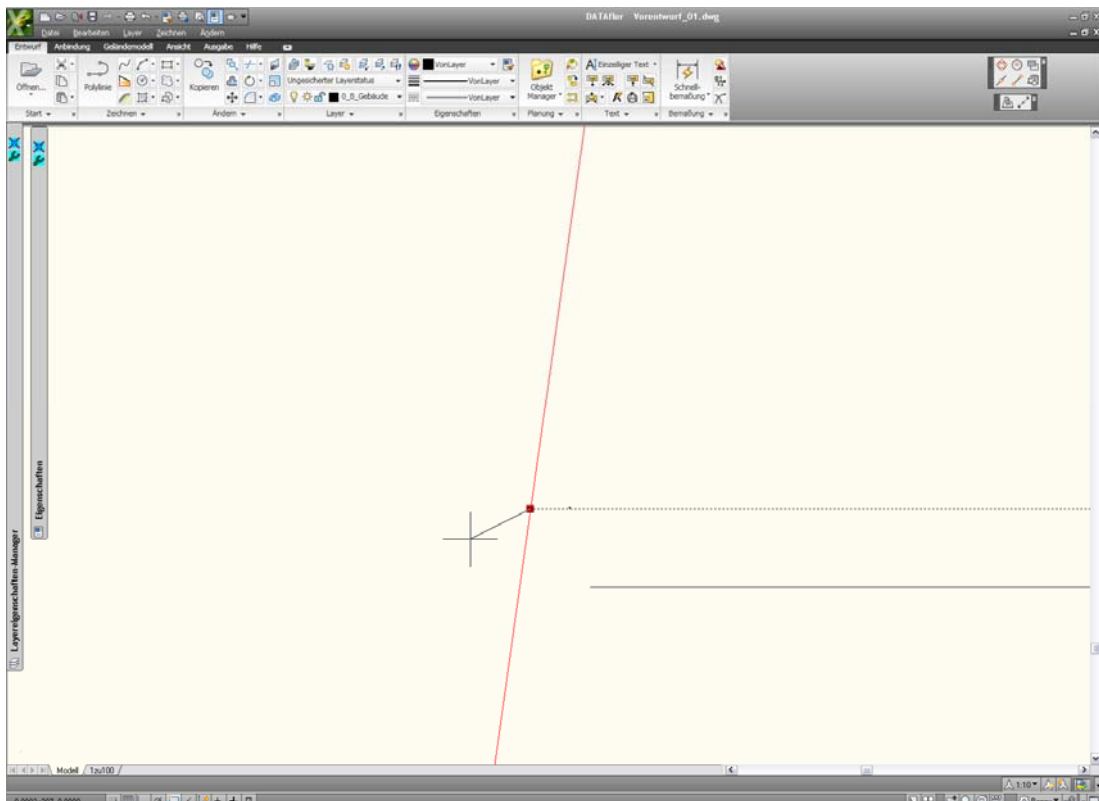 DATAflor Vorentwurf_01.dwg
Datei Bearbeiten Layer Zeichnen Ändern
Entwurf Anbindung Geländemodell Ansicht Ausgabe Hilfe
VonLayer
A Einzeiliger Text
Öffnen...
Polylinie
Kopieren
Ungesicherter Layerstatus
VonLayer
Objekt
Manager
Schnell-
bemaßung
0_B_Gebäude
VonLayer
Start Zeichnen Ändern Layer Eigenschaften Planung Text Bemaßung
Eigenschaften
Layereigenschaften-Manager
Modell 1zu100
1:10